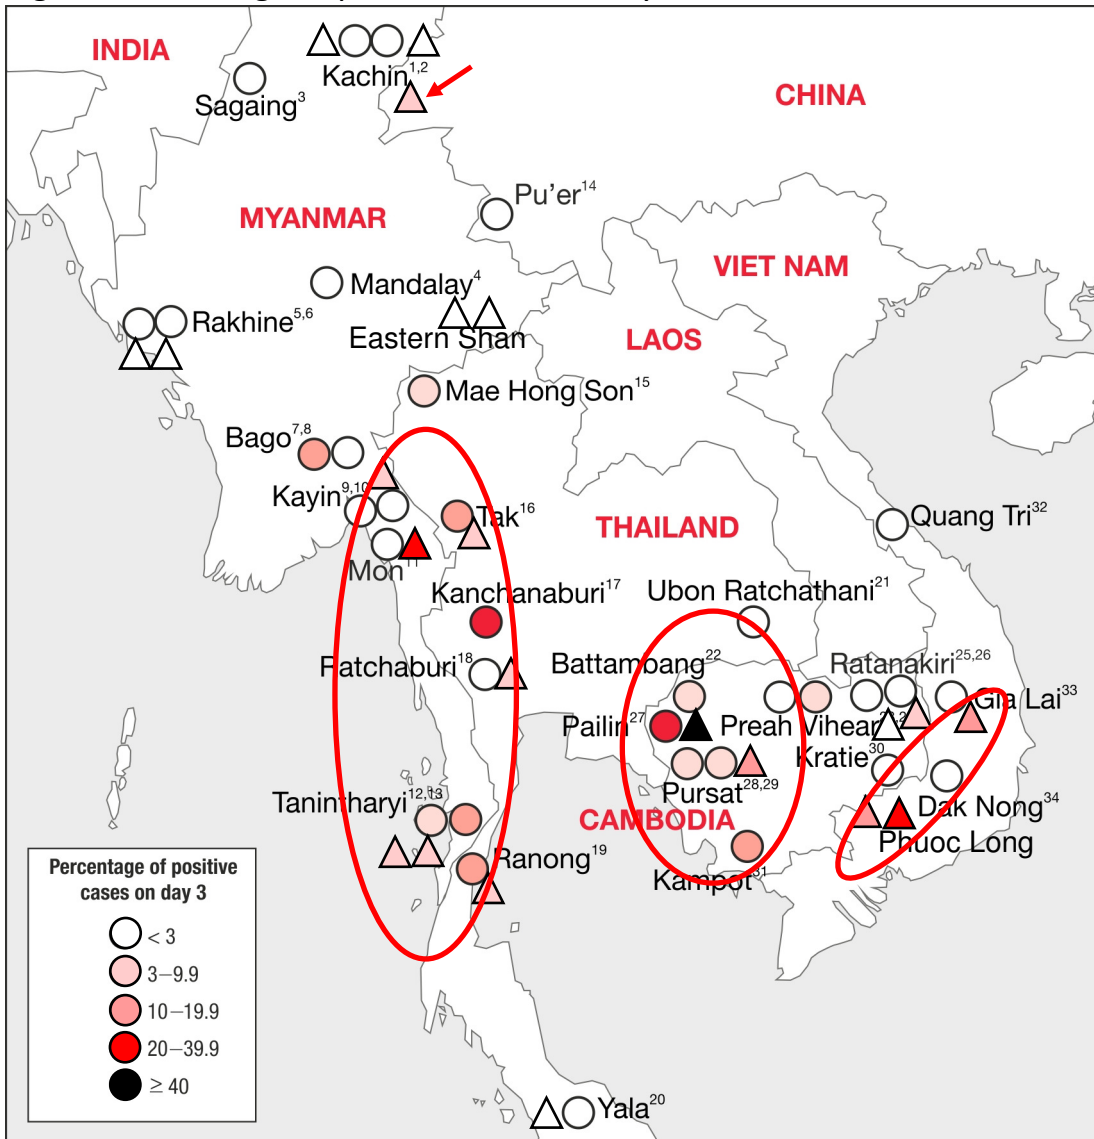 INDIA
Kachin1,2
Sagaing3
CHINA
Pu’er14
MYANMAR
VIET NAM
Mandalay4
Rakhine5,6
Eastern Shan
LAOS
Mae Hong Son15
Bago7,8
Kayin9,10
Tak16
Quang Tri32
THAILAND
Mon11
Kanchanaburi17
Ubon Ratchathani21
Ratchaburi18
Battambang22
Ratanakiri25,26
Gia Lai33
Pailin27
Preah Vihear
Kratie30
Pursat28,29
Tanintharyi12,13
CAMBODIA
Dak Nong34
Phuoc Long
Ranong19
Kampot31
Percentage of positive
cases on day 3
< 3
3–9.9
10–19.9
20–39.9
≥ 40
Yala20